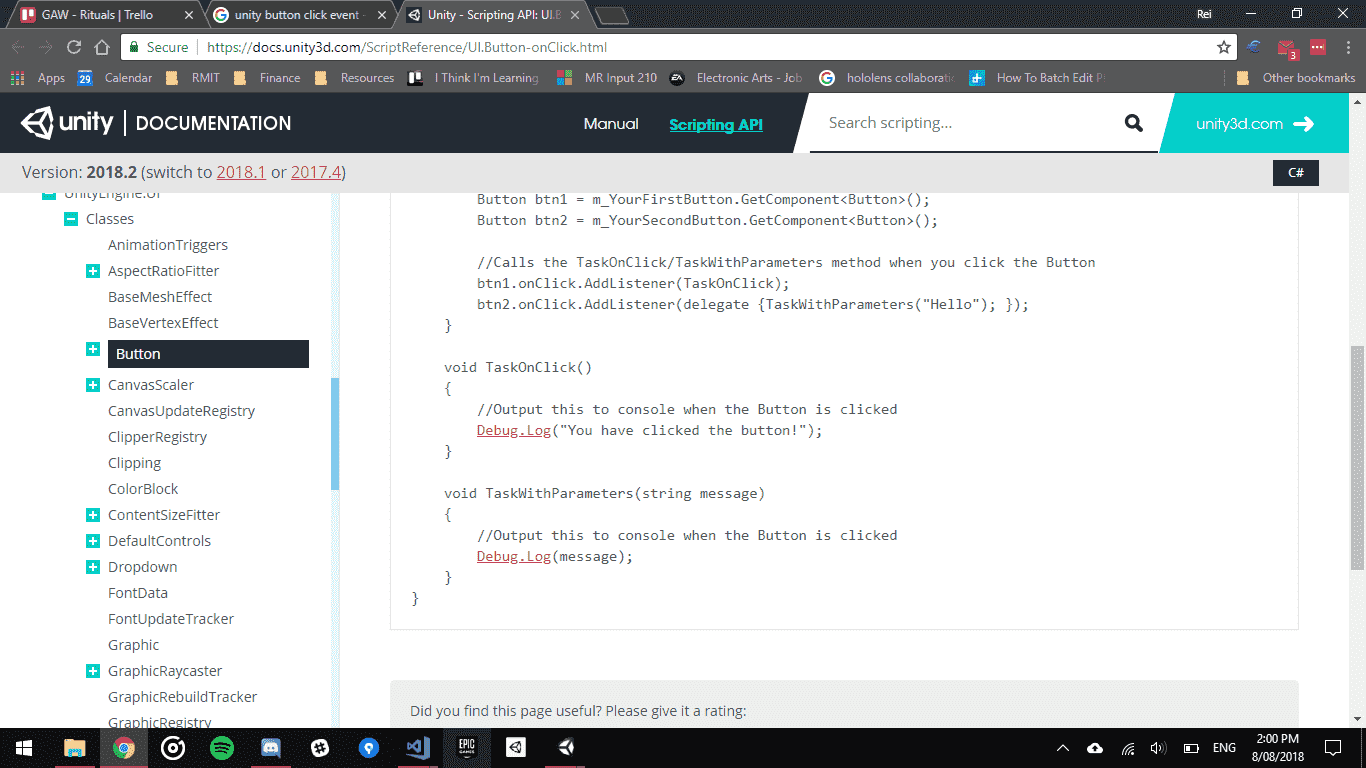 GAW - Rituals | Trello
unity button click event -
Unity - Scripting API: UI.B
Rei
Secure
https://docs.unity3d.com/ScriptReference/UI.Button-onClick.html
3
Apps
29
Calendar
RMIT
Finance
Resources
I Think I'm Learning
MR Input 210
EA
Electronic Arts - Job
hololens collaboratio
How To Batch Edit P
Other bookmarks
unity | DOCUMENTATION
Manual
Scripting API
Search scripting...
unity3d.com
Version: 2018.2 (switch to 2018.1 or 2017.4)
C#
UnityEngine.UI
Classes
AnimationTriggers
AspectRatioFitter
BaseMeshEffect
BaseVertexEffect
Button
CanvasScaler
CanvasUpdateRegistry
ClipperRegistry
Clipping
ColorBlock
ContentSizeFitter
DefaultControls
Dropdown
FontData
FontUpdateTracker
Graphic
GraphicRaycaster
GraphicRebuildTracker
GraphicRegistry
Button btn1 = m_YourFirstButton.GetComponent<Button>();
Button btn2 = m_YourSecondButton.GetComponent<Button>();
//Calls the TaskOnClick/TaskWithParameters method when you click the Button
btn1.onClick.AddListener(TaskOnClick);
btn2.onClick.AddListener(delegate {TaskWithParameters("Hello"); });
}
void TaskOnClick()
{
//Output this to console when the Button is clicked
Debug.Log("You have clicked the button!");
}
void TaskWithParameters(string message)
{
//Output this to console when the Button is clicked
Debug.Log(message);
}
}
Did you find this page useful? Please give it a rating:
EPIC
GAMES
ENG
2:00 PM
8/08/2018